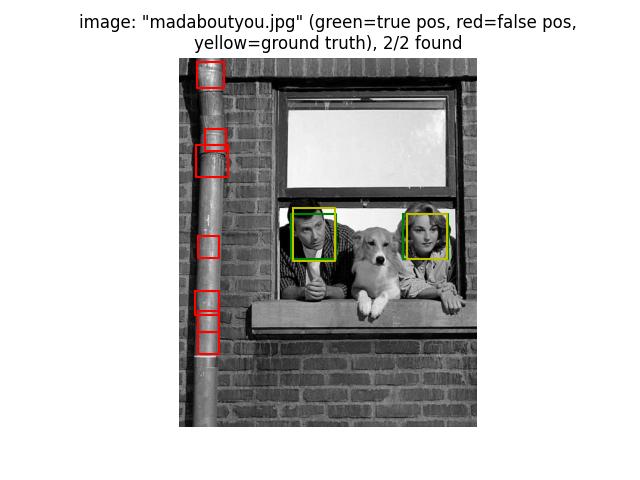 image: "madaboutyou.jpg" (green=true pos, red=false pos,
yellow=ground truth), 2/2 found